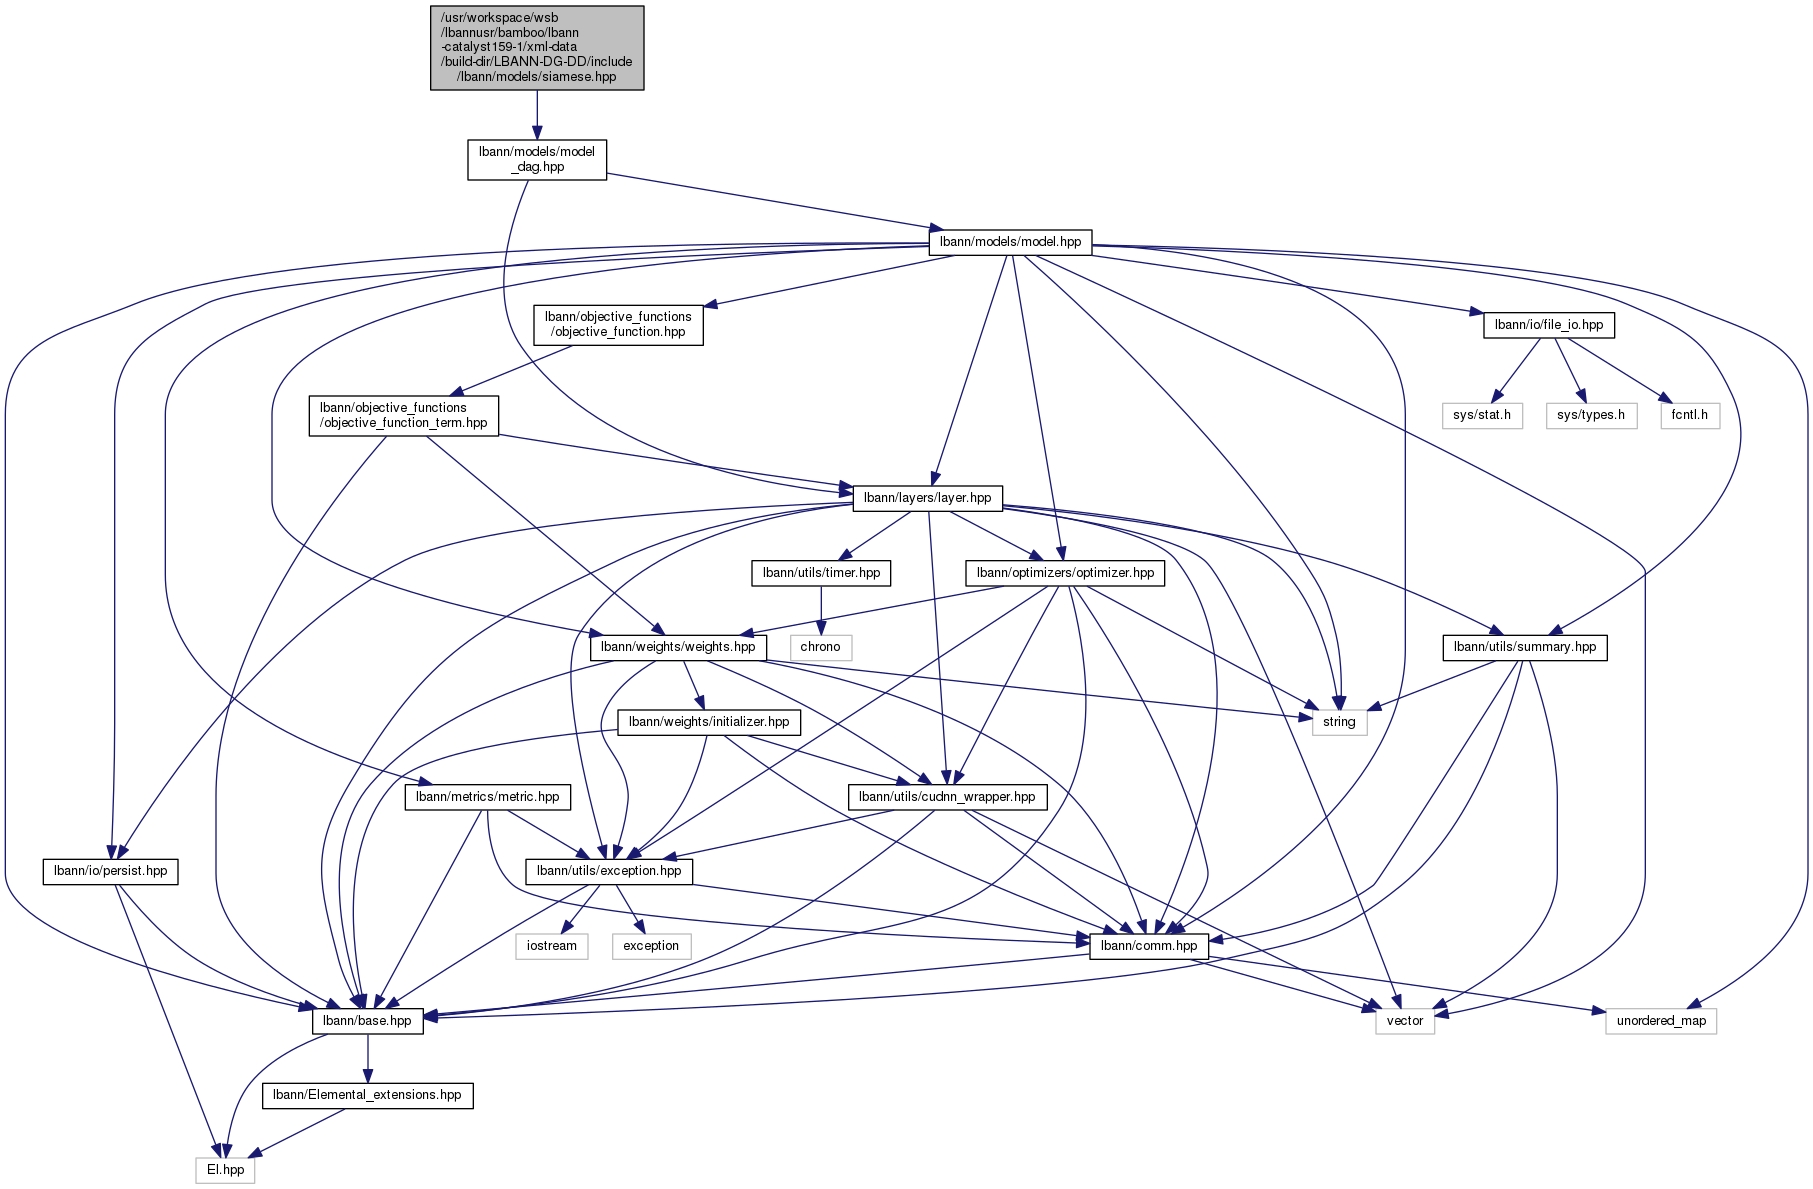 /usr/workspace/wsb
/lbannusr/bamboo/lbann
-catalyst159-1/xml-data
/build-dir/LBANN-DG-DD/include
/lbann/models/siamese.hpp
lbann/models/model
_dag.hpp
lbann/models/model.hpp
lbann/objective_functions
/objective_function.hpp
lbann/io/file_io.hpp
lbann/objective_functions
/objective_function_term.hpp
sys/stat.h
sys/types.h
fcntl.h
lbann/layers/layer.hpp
lbann/utils/timer.hpp
lbann/optimizers/optimizer.hpp
lbann/weights/weights.hpp
chrono
lbann/utils/summary.hpp
lbann/weights/initializer.hpp
string
lbann/metrics/metric.hpp
lbann/utils/cudnn_wrapper.hpp
lbann/io/persist.hpp
lbann/utils/exception.hpp
iostream
exception
lbann/comm.hpp
lbann/base.hpp
vector
unordered_map
lbann/Elemental_extensions.hpp
El.hpp